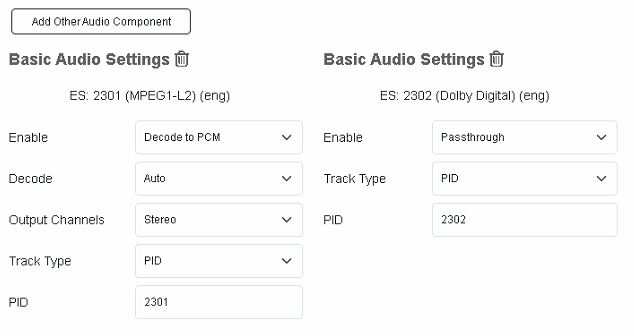 Add Other Audio Component
Basic Audio Settings
ES: 2301 (MPEG1-L2) (eng)
Enable Decode to PCM
Decode Auto
Output Channels Stereo
Track Type PID
PID 2301
Basic Audio Settings
ES: 2302 (Dolby Digital) (eng)
Enable Passthrough
Track Type PID
PID 2302